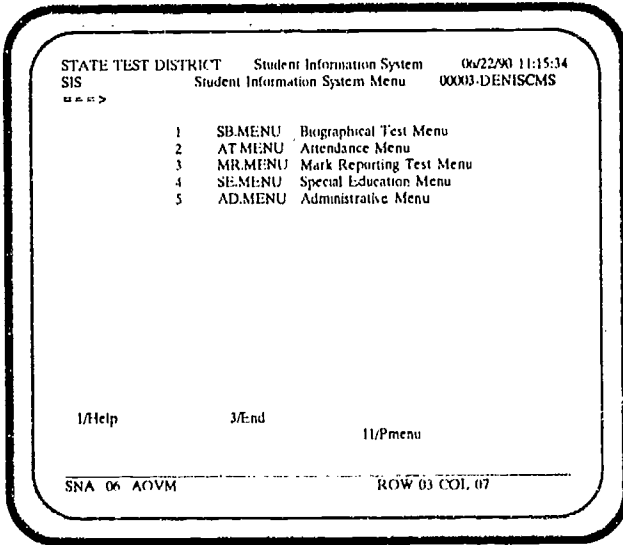 STATE TEST DISTRICT Student Information System 06/22/90 11:15:34
SIS Student Information System Menu 00003-DENISCMS
===>
1 SB.MENU Biographical Test Menu
2 AT.MENU Attendance Menu
3 MR.MENU Mark Reporting Test Menu
4 SE.MENU Special Education Menu
5 AD.MENU Administrative Menu
1/Help 3/End
11/Pmenu
SNA 06 AOVM ROW 03 COL 07